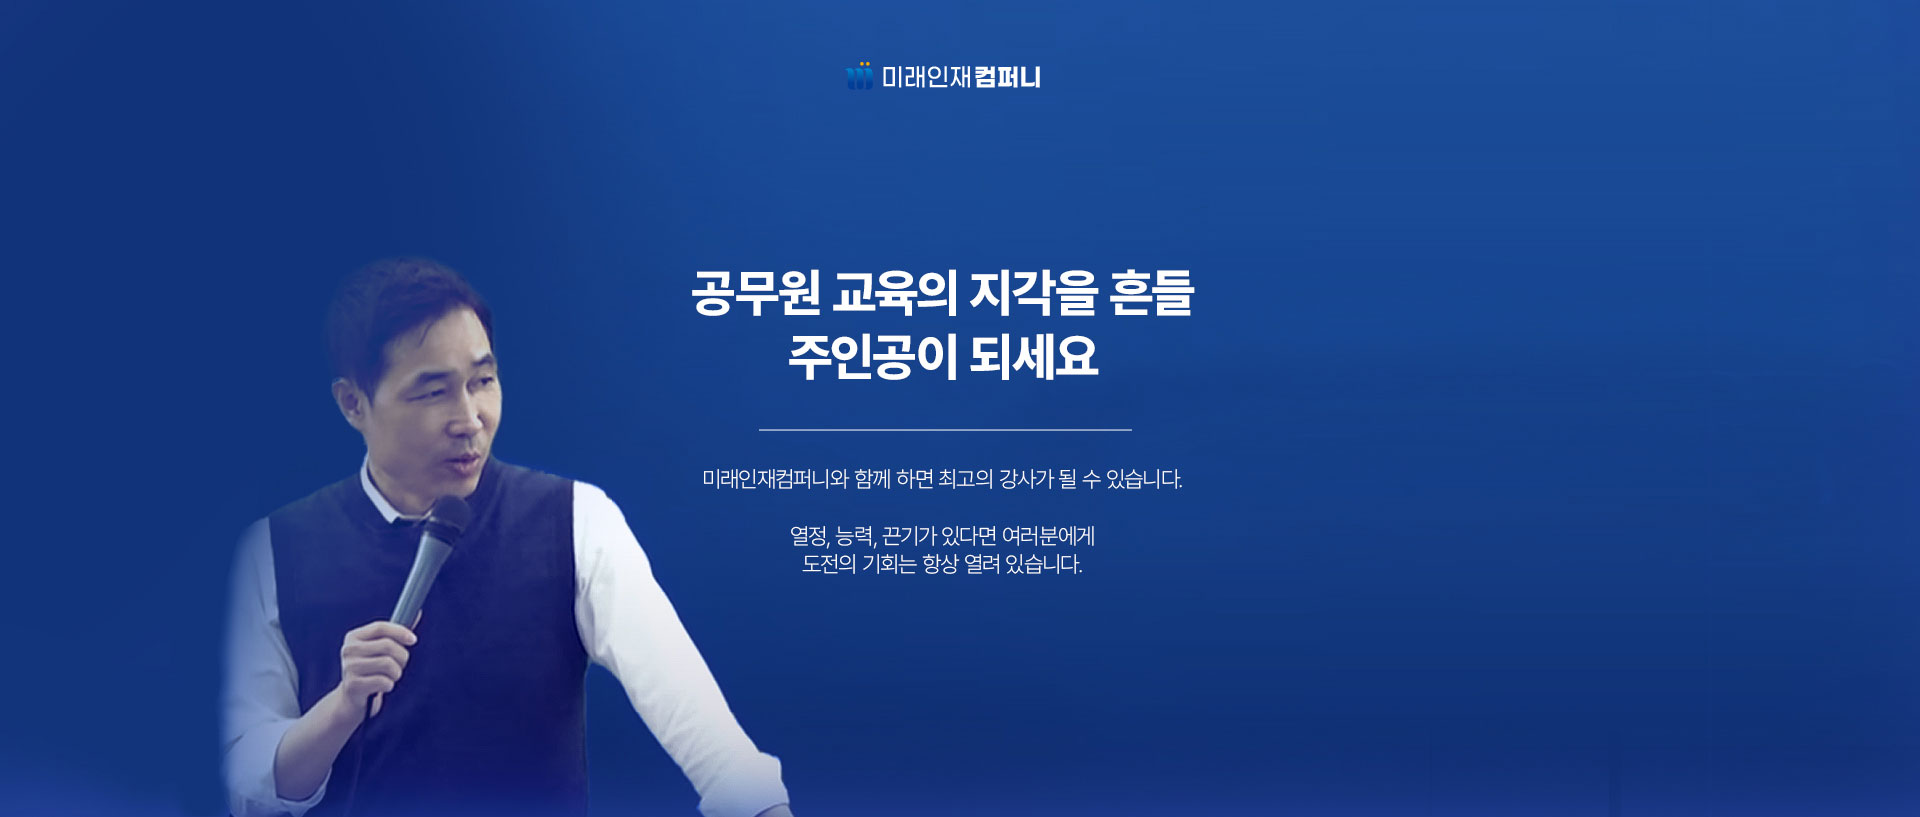 미래인재컴퍼니
공무원 교육의 지각을 흔들
주인공이 되세요
미래인재컴퍼니와 함께 하면 최고의 강사가 될 수 있습니다.
열정, 능력, 끈기가 있다면 여러분에게
도전의 기회는 항상 열려 있습니다.